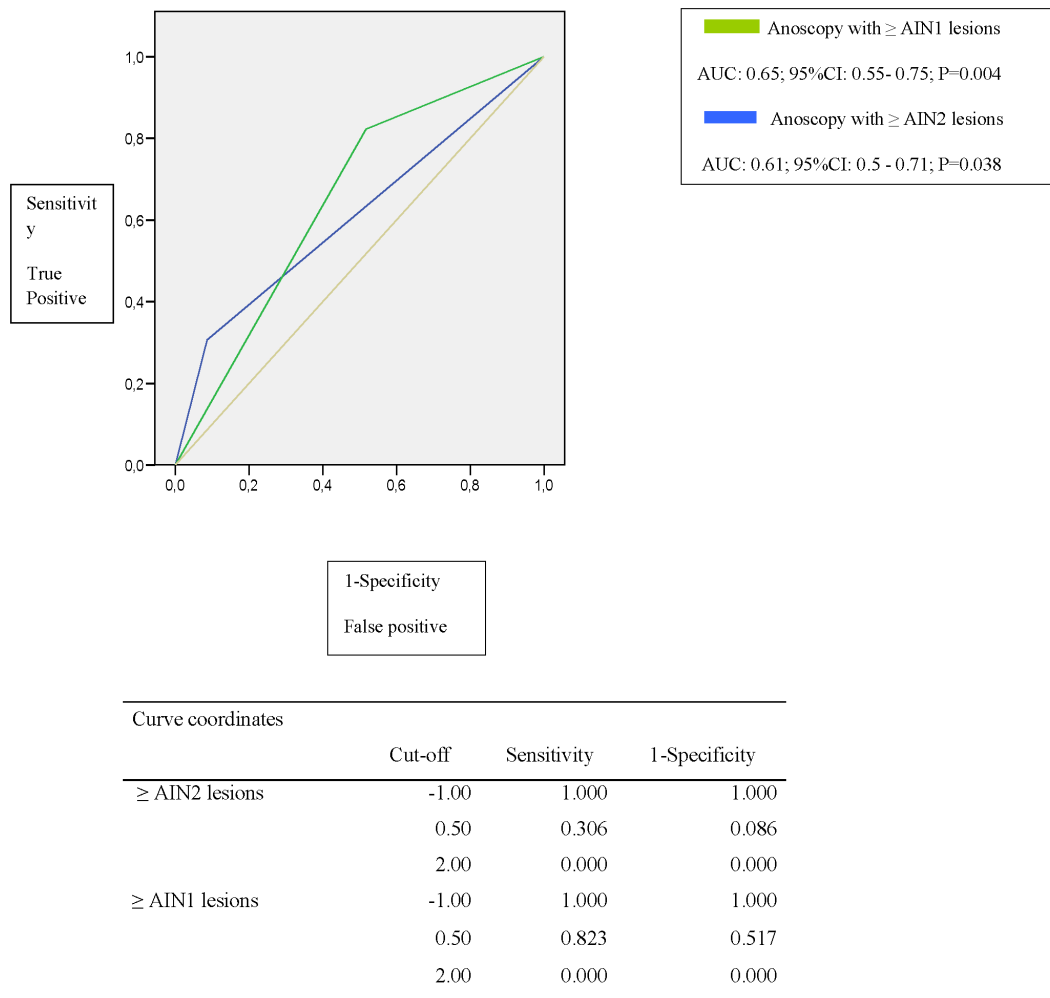 Anoscopy with ≥ AIN1 lesions
AUC: 0.65; 95%CI: 0.55- 0.75; P=0.004
Anoscopy with ≥ AIN2 lesions
AUC: 0.61; 95%CI: 0.5 - 0.71; P=0.038
Sensitivit
y
True
Positive
1,0
0,8
0,6
0,4
0,2
0,0
0,0 0,2 0,4 0,6 0,8 1,0
1-Specificity
False positive
Curve coordinates
Cut-off Sensitivity 1-Specificity
≥ AIN2 lesions -1.00 1.000 1.000
0.50 0.306 0.086
2.00 0.000 0.000
≥ AIN1 lesions -1.00 1.000 1.000
0.50 0.823 0.517
2.00 0.000 0.000